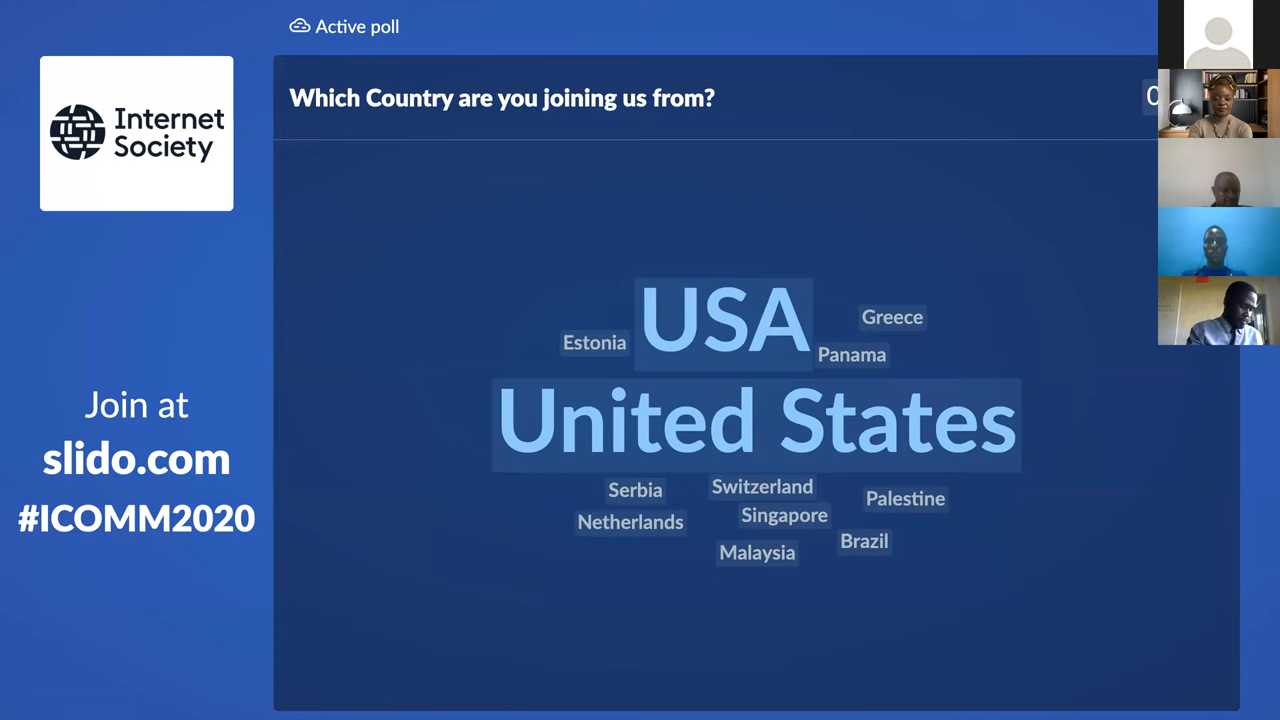 Active poll
Internet
Society
Which Country are you joining us from?
USA
Greece
Estonia
Panama
United States
Serbia
Switzerland
Palestine
Netherlands
Singapore
Brazil
Malaysia
Join at
slido.com
#ICOMM2020